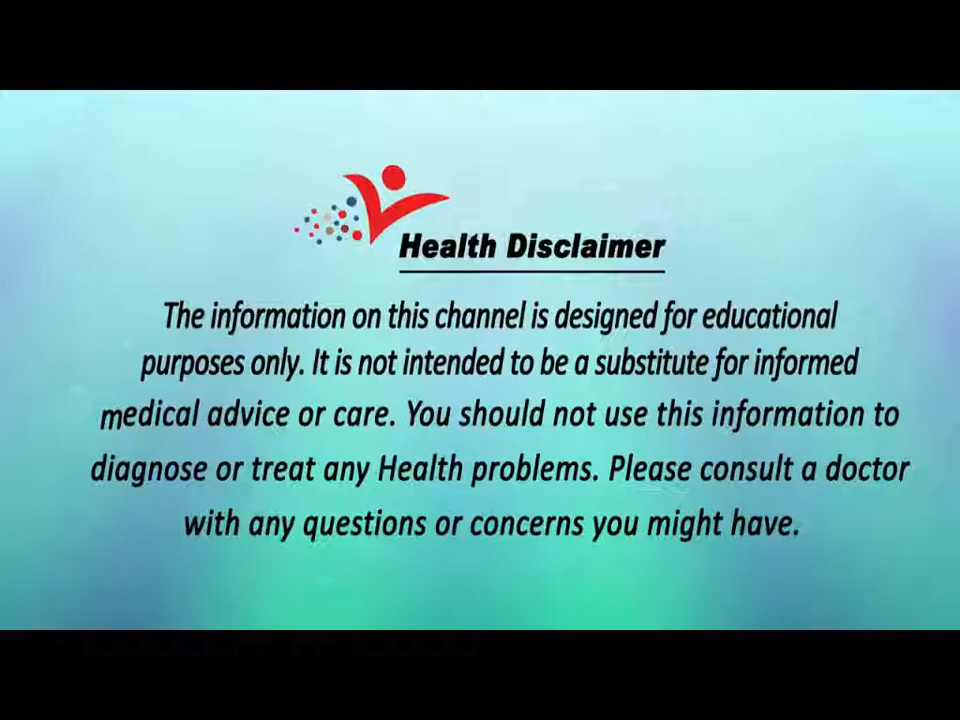 Health Disclaimer
The information on this channel is designed for educational
purposes only. It is not intended to be a substitute for informed
medical advice or care. You should not use this information to
diagnose or treat any Health problems. Please consult a doctor
with any questions or concerns you might have.